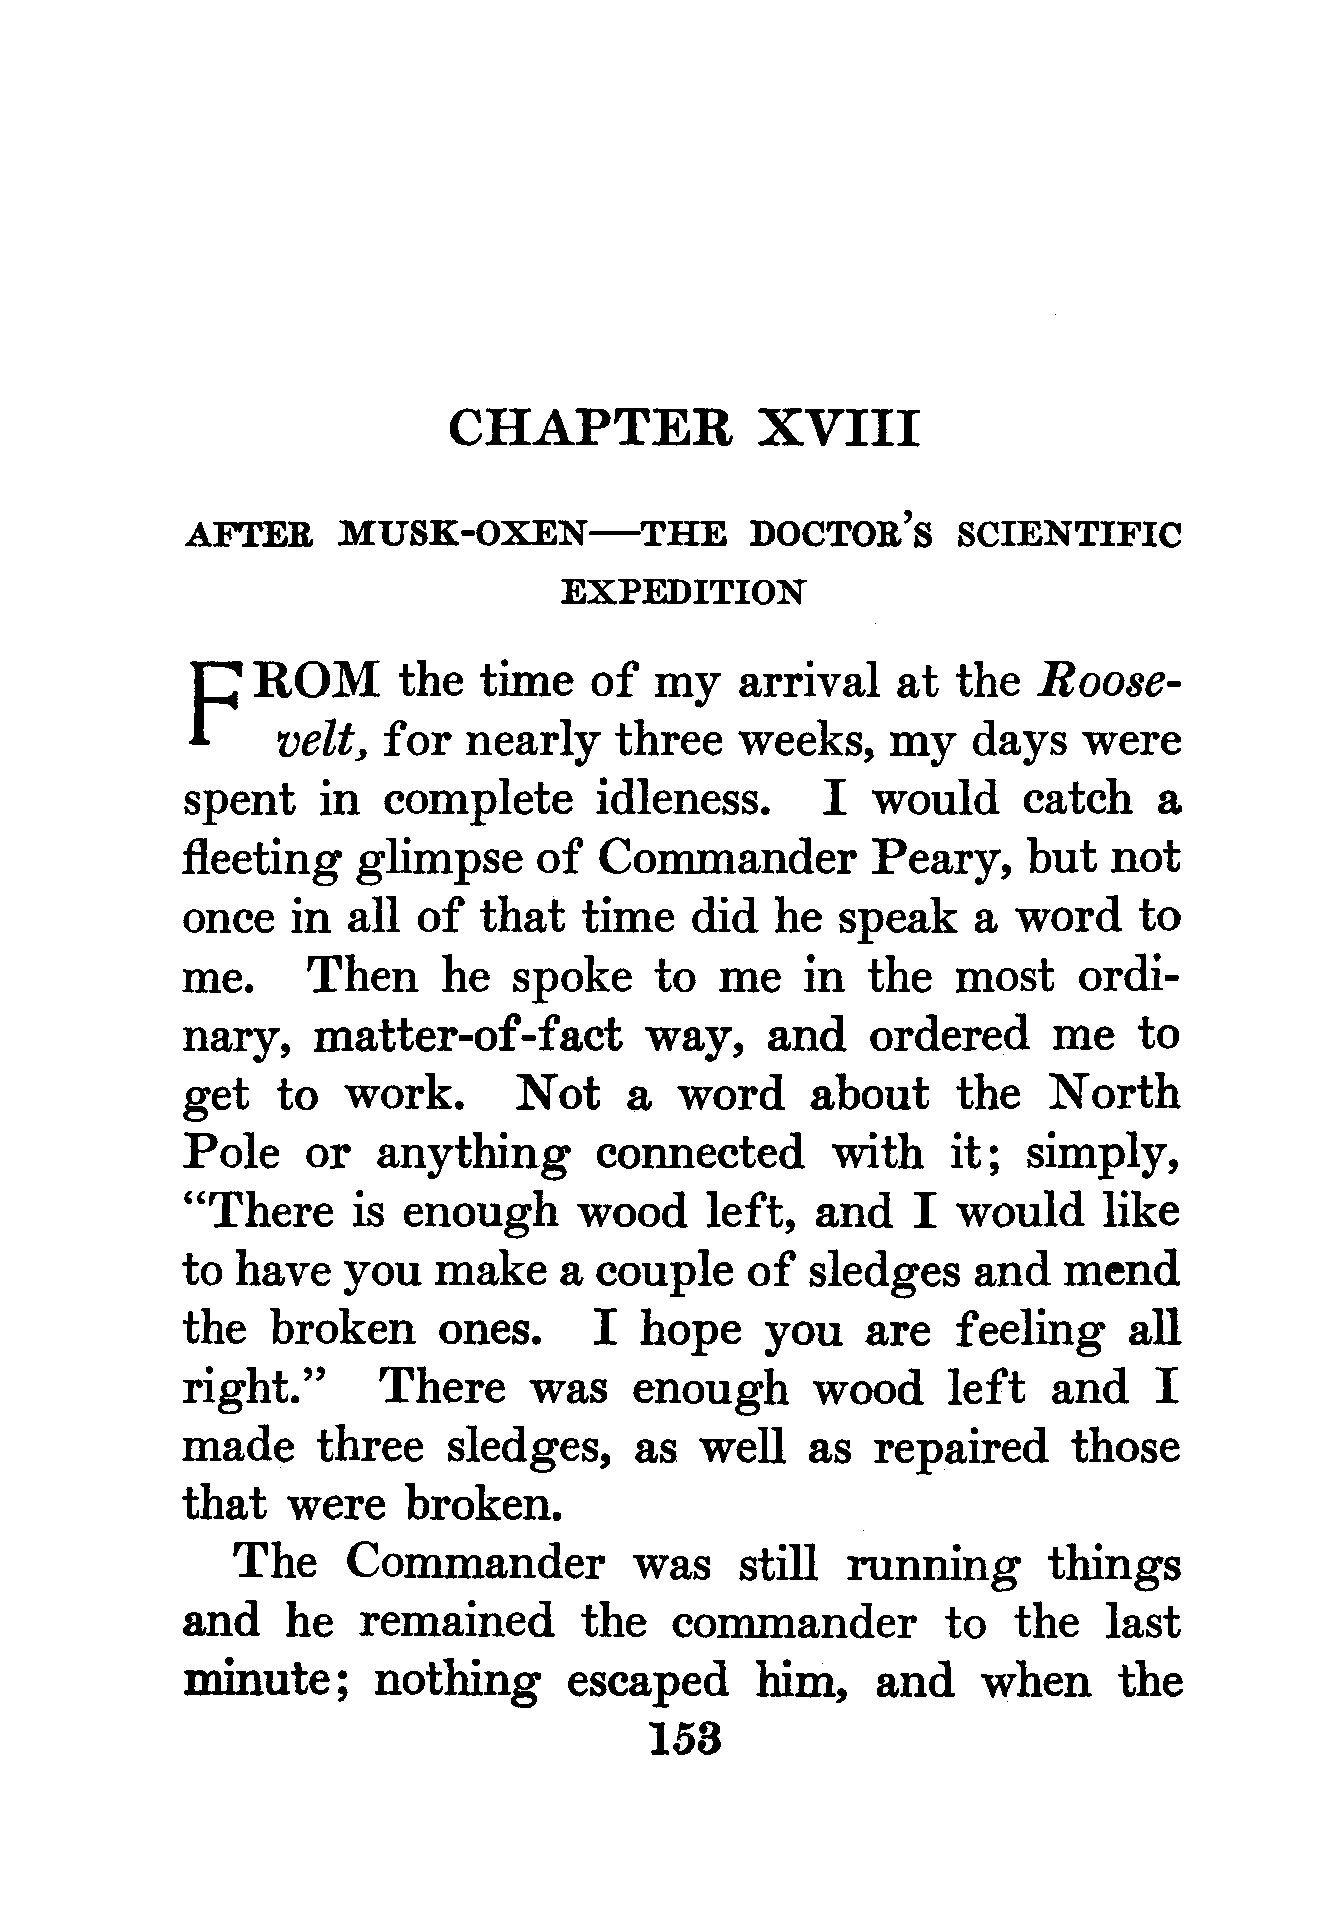 CHAPTER XVIII
AFTER MUSK-OXEN—THE DOCTOR'S SCIENTIFIC
EXPEDITION
FROM the time of my arrival at the Roose-
velt, for nearly three weeks, my days were
spent in complete idleness. I would catch a
fleeting glimpse of Commander Peary, but not
once in all of that time did he speak a word to
me. Then he spoke to me in the most ordi-
nary, matter-of-fact way, and ordered me to
get to work. Not a word about the North
Pole or anything connected with it; simply,
“There is enough wood left, and I would like
to have you make a couple of sledges and mend
the broken ones. I hope you are feeling all
right.” There was enough wood left and I
made three sledges, as well as repaired those
that were broken.
The Commander was still running things
and he remained the commander to the last
minute; nothing escaped him, and when the
153